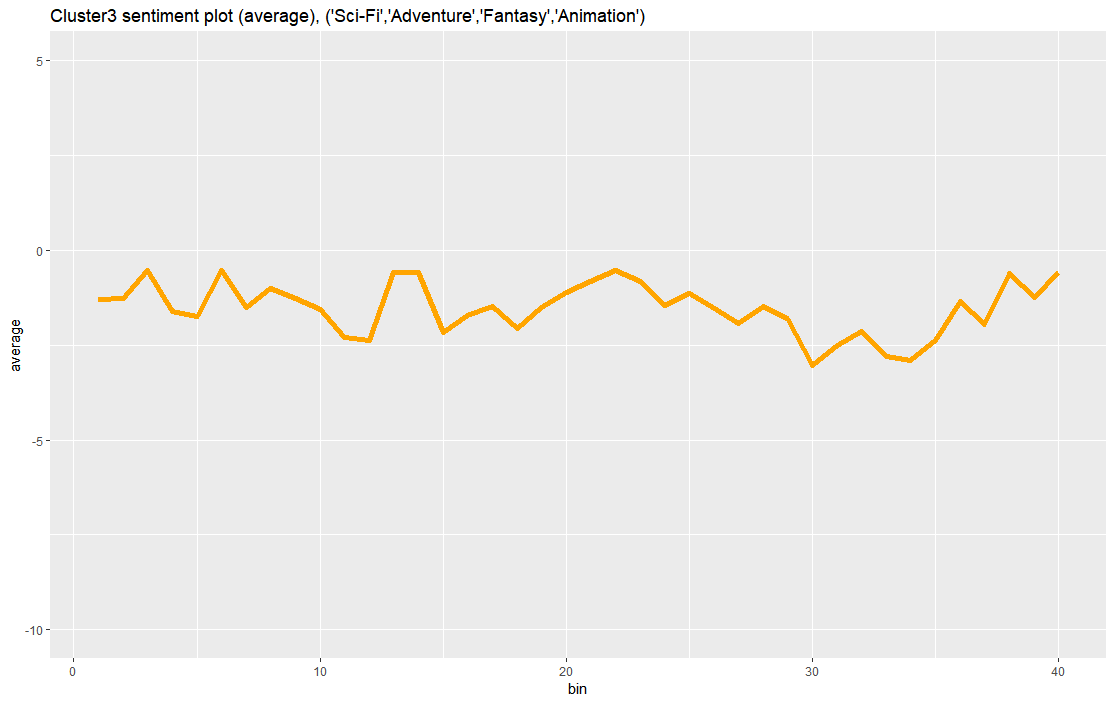 Cluster3 sentiment plot (average), ('Sci-Fi','Adventure','Fantasy','Animation')
5
0
-5
-10
average
0 10 20 30 40
bin